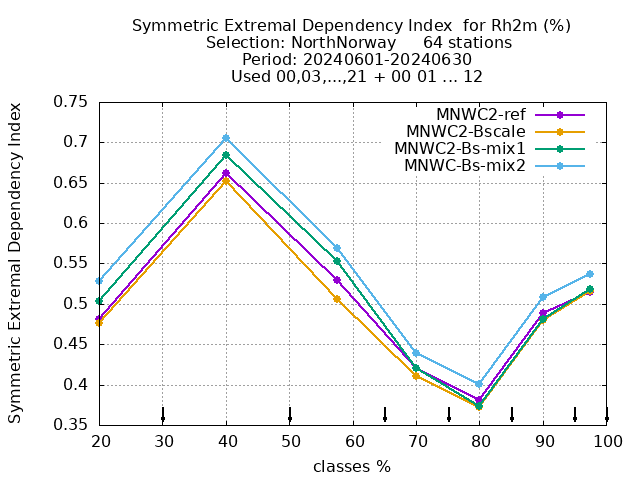 Symmetric Extremal Dependency Index  for Rh2m (%)
Selection: NorthNorway     64 stations
Period: 20240601-20240630
Used 00,03,...,21 + 00 01 ... 12
MNWC2-ref
MNWC2-Bscale
MNWC2-Bs-mix1
MNWC-Bs-mix2
Symmetric Extremal Dependency Index
0.75
0.7
0.65
0.6
0.55
0.5
0.45
0.4
0.35
20 30 40 50 60 70 80 90 100
classes %